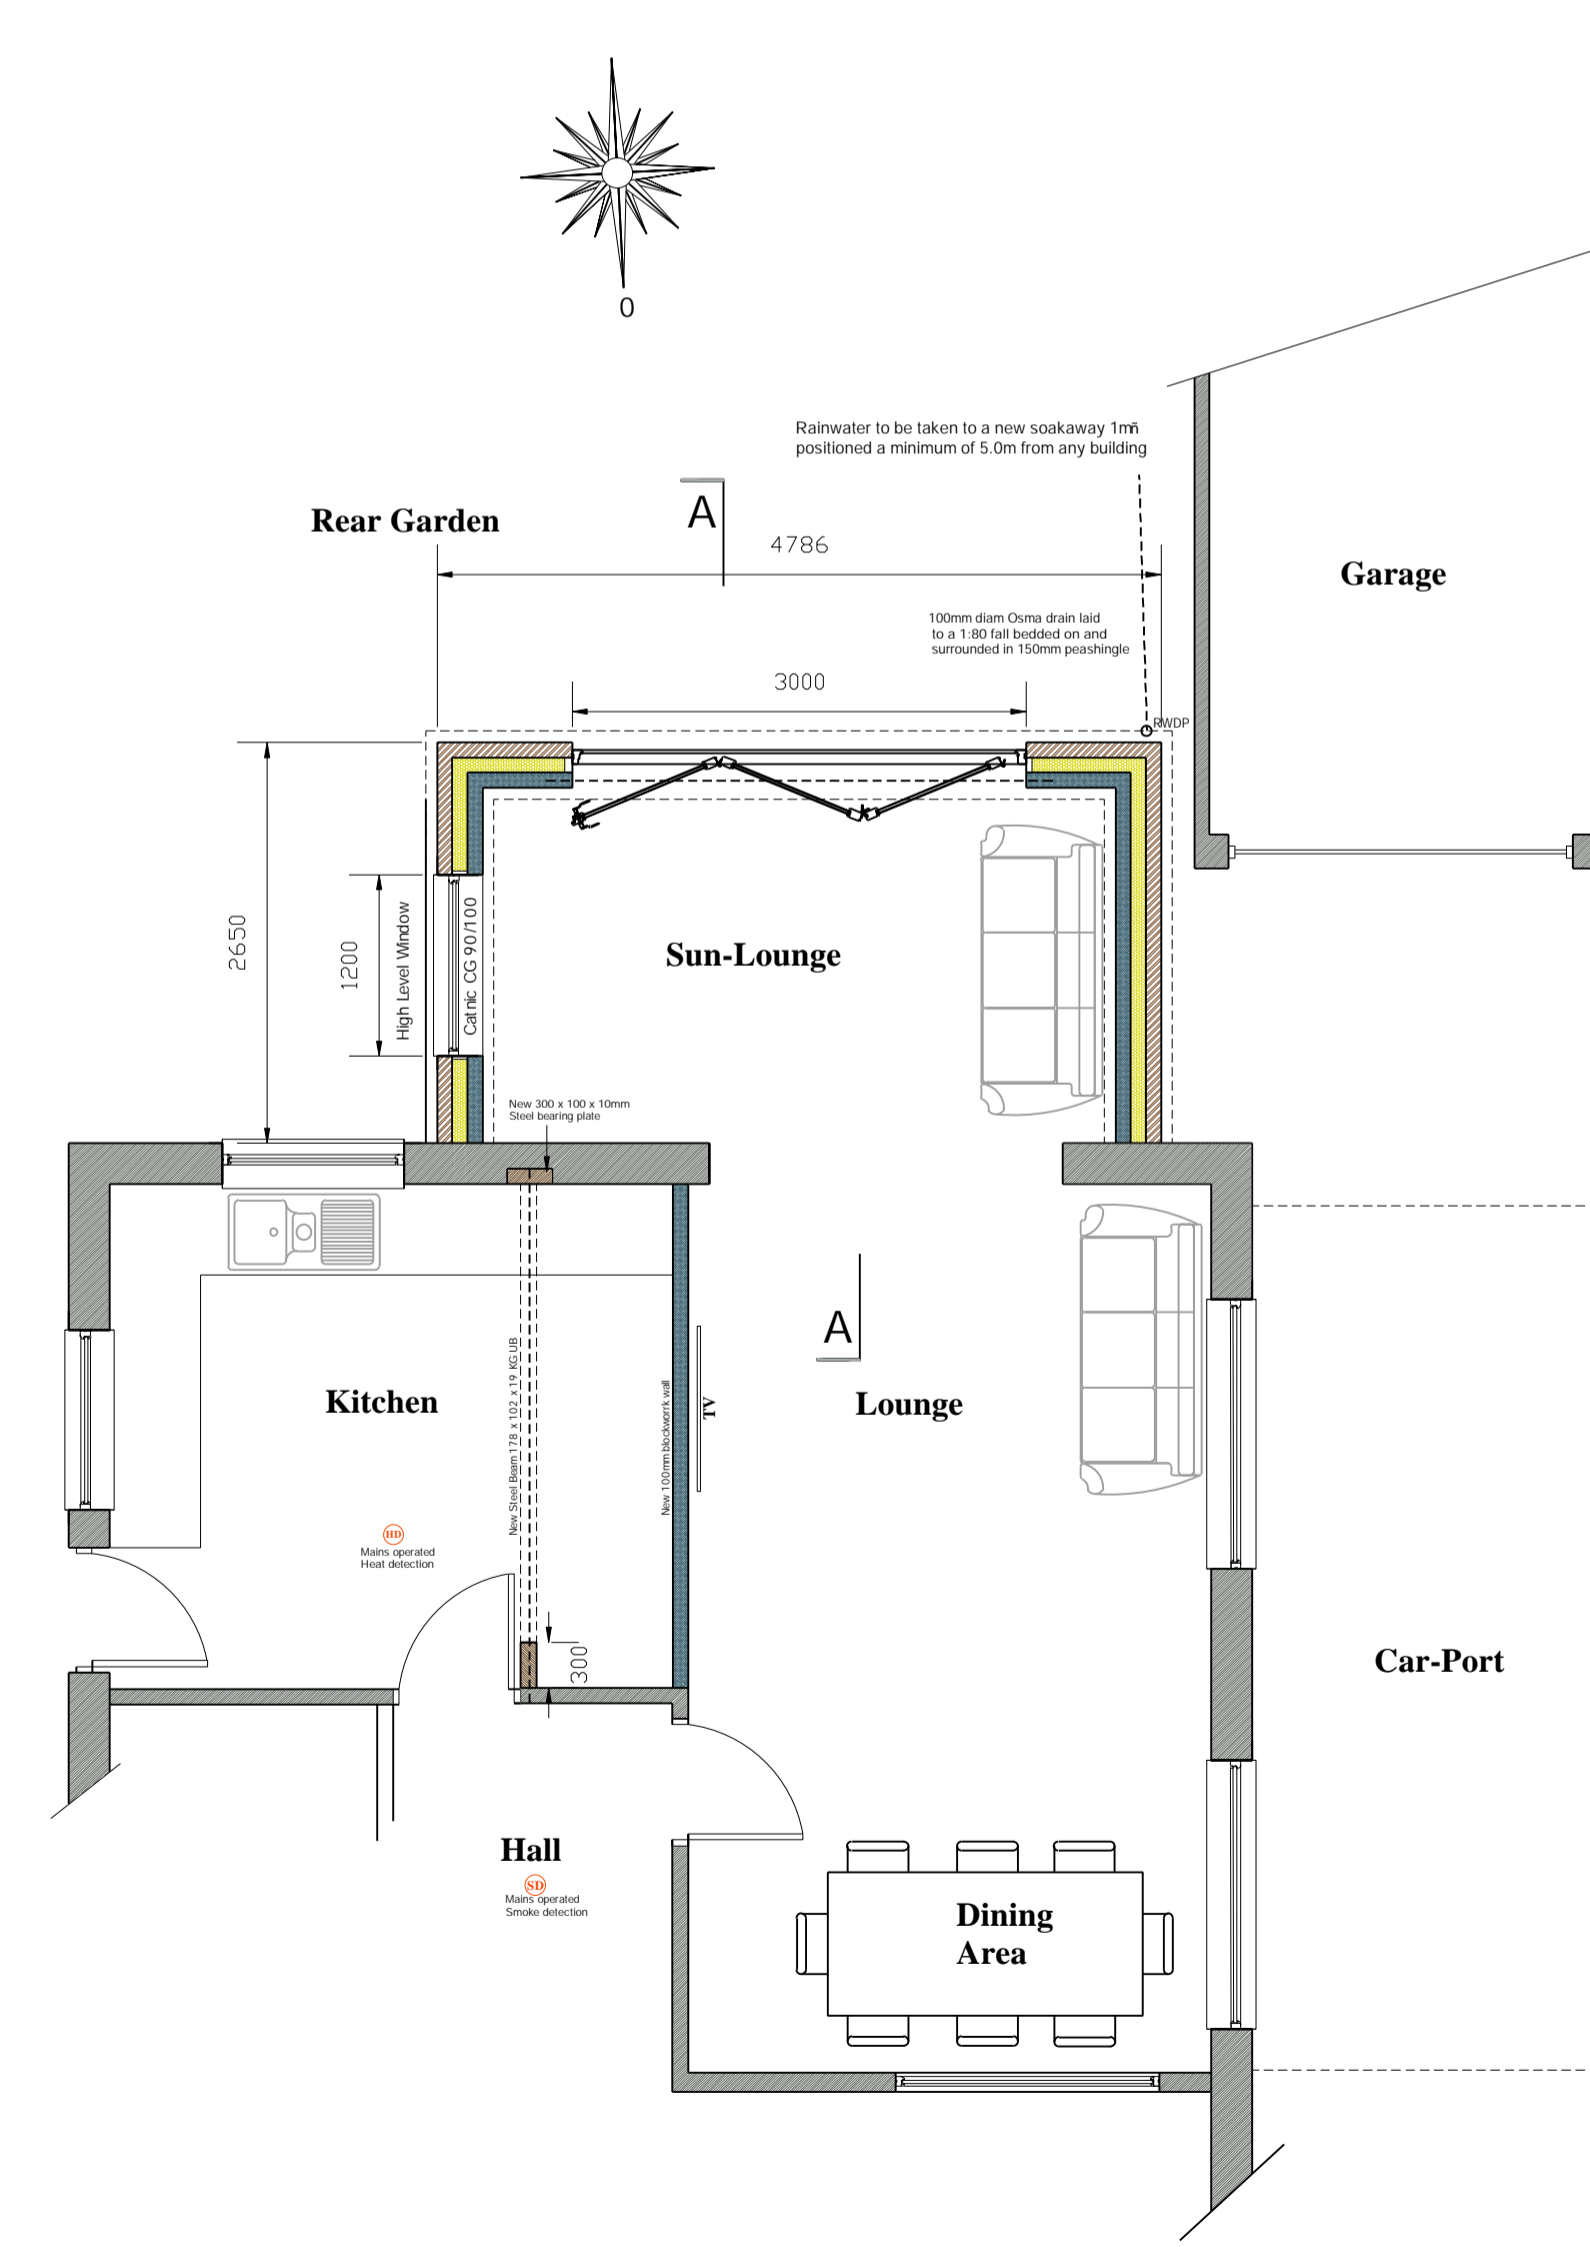 0
Rainwater to be taken to a new soakaway 1mñ
positioned a minimum of 5.0m from any building
Rear Garden
A
4786
Garage
100mm diam Osma drain laid
to a 1:80 fall bedded on and
surrounded in 150mm peashingle
3000
RWDP
2650
1200
High Level Window
Catnic CG 90/100
Sun-Lounge
New 300 x 100 x 10mm
Steel bearing plate
A
Kitchen
New Steel Beam 178 x 102 x 19 KG UB
New 100mm blockworrk wall
TV
Lounge
HD
Mains operated
Heat detection
300
Car-Port
Hall
SD
Mains operated
Smoke detection
Dining
Area